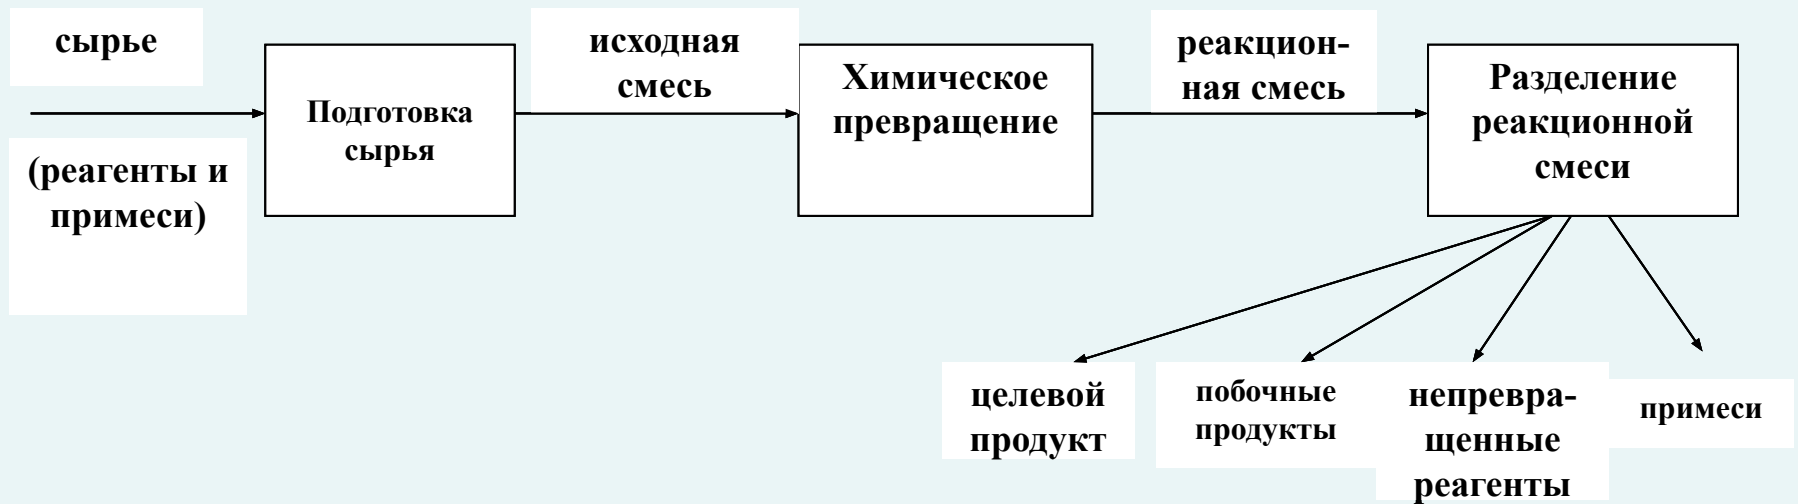 сырье
(реагенты и
примеси)
Подготовка
сырья
исходная
смесь
Химическое
превращение
реакцион-
ная смесь
Разделение
реакционной
смеси
целевой
продукт
побочные
продукты
непревра-
щенные
реагенты
примеси